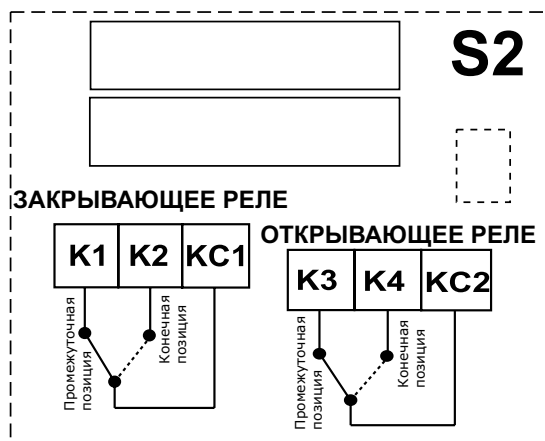 S2
ЗАКРЫВАЮЩЕЕ РЕЛЕ
K1 K2 KC1
Промежуточная
позиция
Конечная
позиция
ОТКРЫВАЮЩЕЕ РЕЛЕ
K3 K4 KC2
Промежуточная
позиция
Конечная
позиция